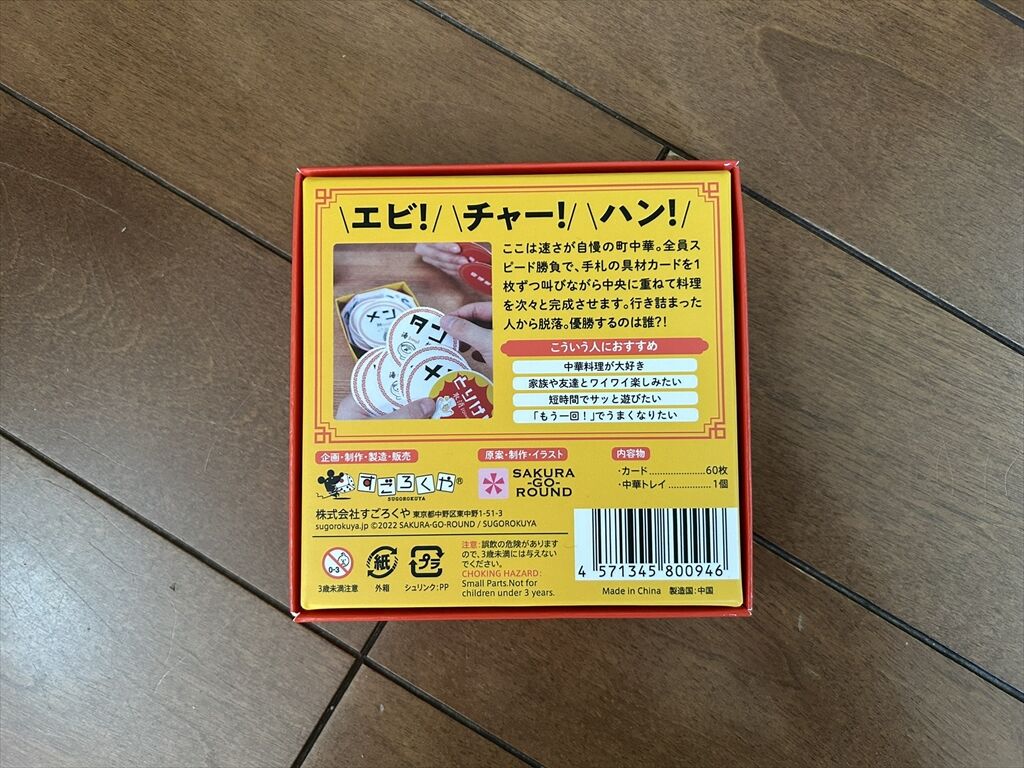 \エビ!/ \チャー!/ \ハン!/
ここは速さが自慢の町中華。全員ス
ピード勝負で、手札の具材カードを1
枚ずつ叫びながら中央に重ねて料理
を次々と完成させます。行き詰まった
人から脱落。優勝するのは誰?!
メン
タン
メ
とりけし
こういう人におすすめ
中華料理が大好き
家族や友達とワイワイ楽しみたい
短時間でサッと遊びたい
「もう一回!」でうまくなりたい
企画・制作・製造・販売
すごろくや®
SUGOROKUYA
株式会社すごろくや 東京都中野区東中野1-51-3
sugorokuya.jp ©2022 SAKURA-GO-ROUND / SUGOROKUYA
原案・制作・イラスト
SAKURA
-GO-
ROUND
内容物
・カード......................60枚
・中華トレイ................1個
0-3
3歳未満注意
紙
外箱
プラ
シュリンク:PP
注意:誤飲の危険があります
ので、3歳未満には与えない
でください。
CHOKING HAZARD:
Small Parts.Not for
children under 3 years.
4 571345 800946
Made in China 製造国:中国